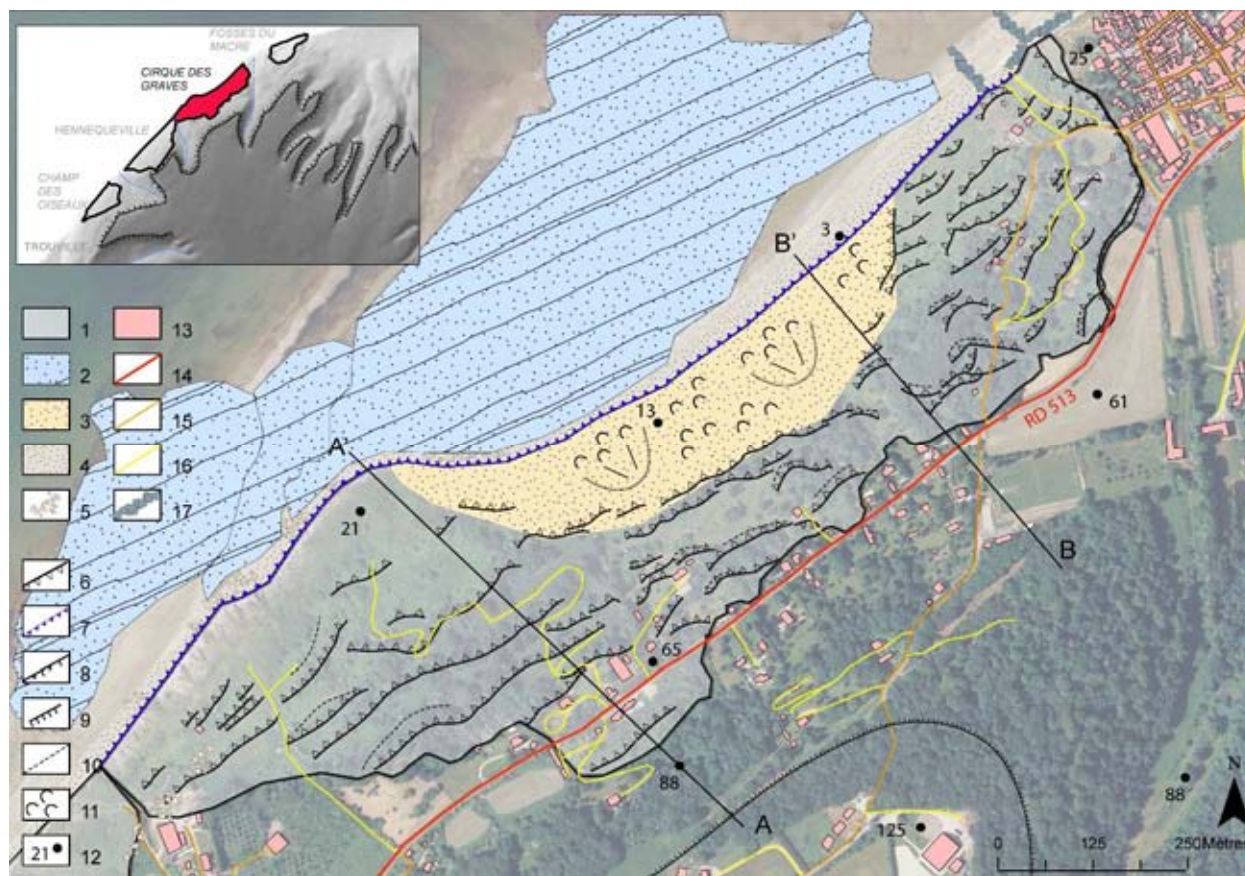 FOSSES DU
MACRE
CIRQUE DES
GRAVES
HENNEQUEVILLE
CHAMP
DES
OISEAUX
TROUVILLE
1
2
3
4
5
6
7
8
9
10
11
21
12
13
14
15
16
17
25
3
B'
13
A'
21
61
RD 513
65
B
88
A
88
125
N
0
125
250 Mètres